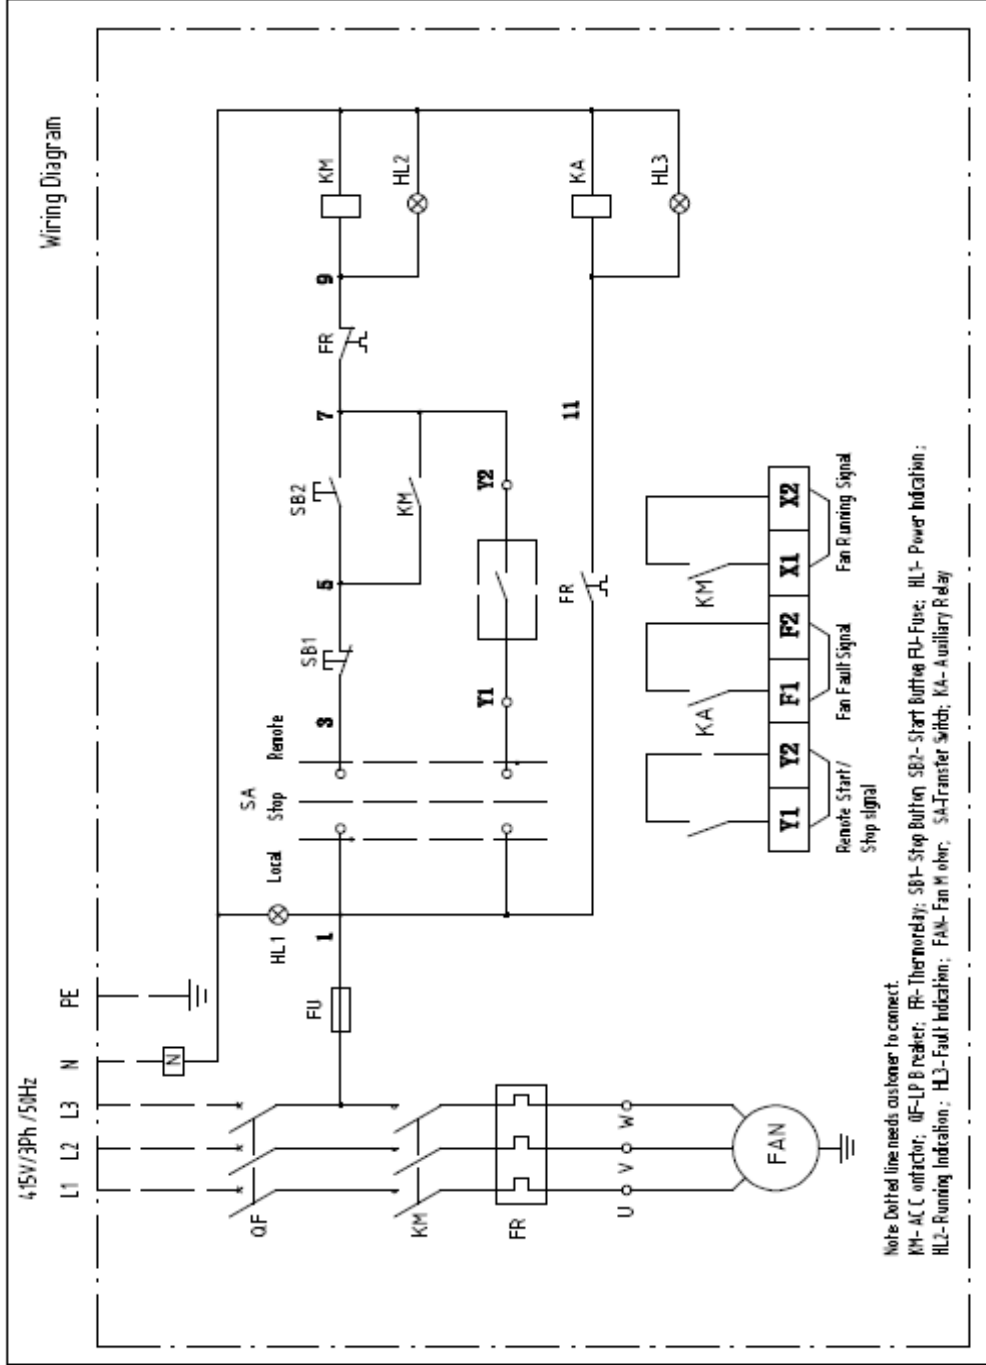 415V/3Ph/50Hz
Wiring Diagram
L1 L2 L3 N PE
N
QF
HL1
SA
Local Stop Remote
FU
1
3
SB1
5
SB2
7
FR
9
KM
KM
HL2
KM
Y1
Y2
FR
11
KA
HL3
FR
U V W
FAN
KA
KM
Y1 Y2 F1 F2 X1 X2
Remote Start/
Stop signal
Fan Fault Signal
Fan Running Signal
Note: Dotted line needs customer to connect.
KM- AC Contactor; QF-LP Breaker; FR- Thermorelay; SB1- Stop Button; SB2- Start Button FU- Fuse; HL1- Power Indication;
HL2-Running Indication; HL3-Fault Indication; FAN- Fan Motor; SA-Transfer Switch; KA- Auxiliary Relay